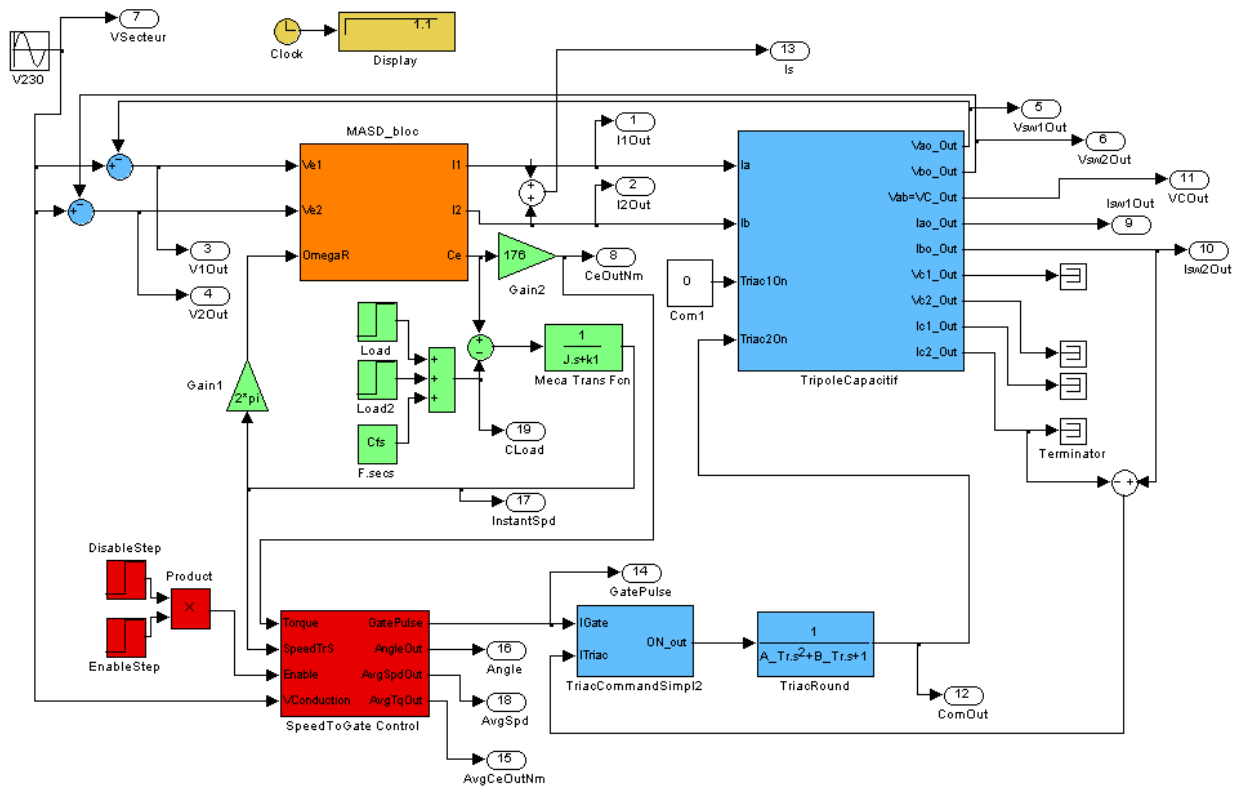 7
VSecteur
V230
Clock
1.1
Display
13
Is
MASD_bloc
Ve1
Ve2
OmegaR
I1
I2
Ce
+
−
+
−
+
+
1
I1Out
2
I2Out
3
V1Out
4
V2Out
176
Gain2
8
CeOutNm
0
Com1
Ia
Ib
Triac1On
Triac2On
Vao_Out
Vbo_Out
Vab=VC_Out
Iao_Out
Ibo_Out
Vc1_Out
Vc2_Out
Ic1_Out
Ic2_Out
TripoleCapacitif
5
Vsw1Out
6
Vsw2Out
11
VCOut
Isw1Out
9
10
Isw2Out
Terminator
− +
Load
Load2
Cfs
F.secs
+
+
+
+
−
1
J.s+k1
Meca Trans Fcn
19
CLoad
Gain1
2*pi
17
InstantSpd
DisableStep
Product
×
EnableStep
Torque
SpeedTrS
Enable
VConduction
GatePulse
AngleOut
AvgSpdOut
AvgTqOut
SpeedToGate Control
14
GatePulse
16
Angle
18
AvgSpd
15
AvgCeOutNm
IGate
ITriac
ON_out
TriacCommandSimpl2
1
A_Tr.s²+B_Tr.s+1
TriacRound
12
ComOut